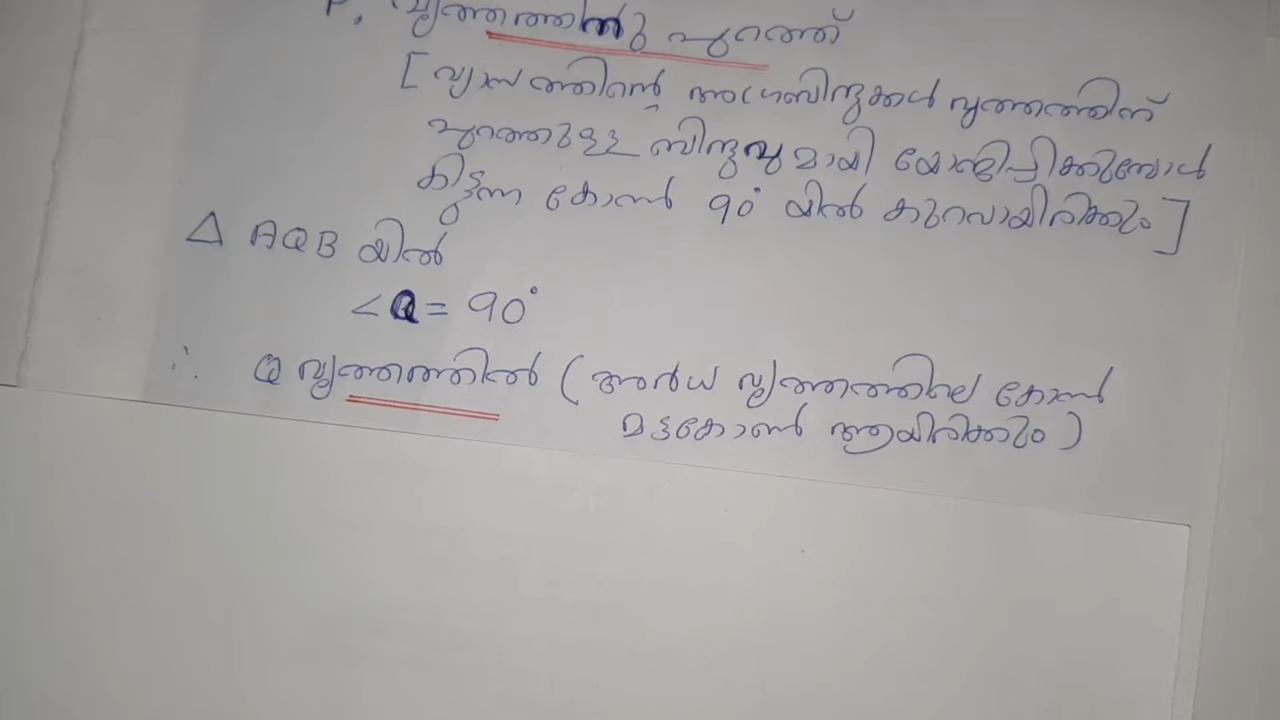 P, വൃത്തത്തിനു പുറത്ത്
[ വ്യാസത്തിന്റെ അഗ്രബിന്ദുക്കൾ വൃത്തത്തിന്
പുറത്തുള്ള ബിന്ദുവുമായി യോജിപ്പിക്കുമ്പോൾ
കിട്ടുന്ന കോൺ 90° യിൽ കുറവായിരിക്കും ]
Δ AQB യിൽ
∠Q = 90°
∴ Q വൃത്തത്തിൽ ( അർധ വൃത്തത്തിലെ കോൺ
മട്ടകോൺ ആയിരിക്കും )